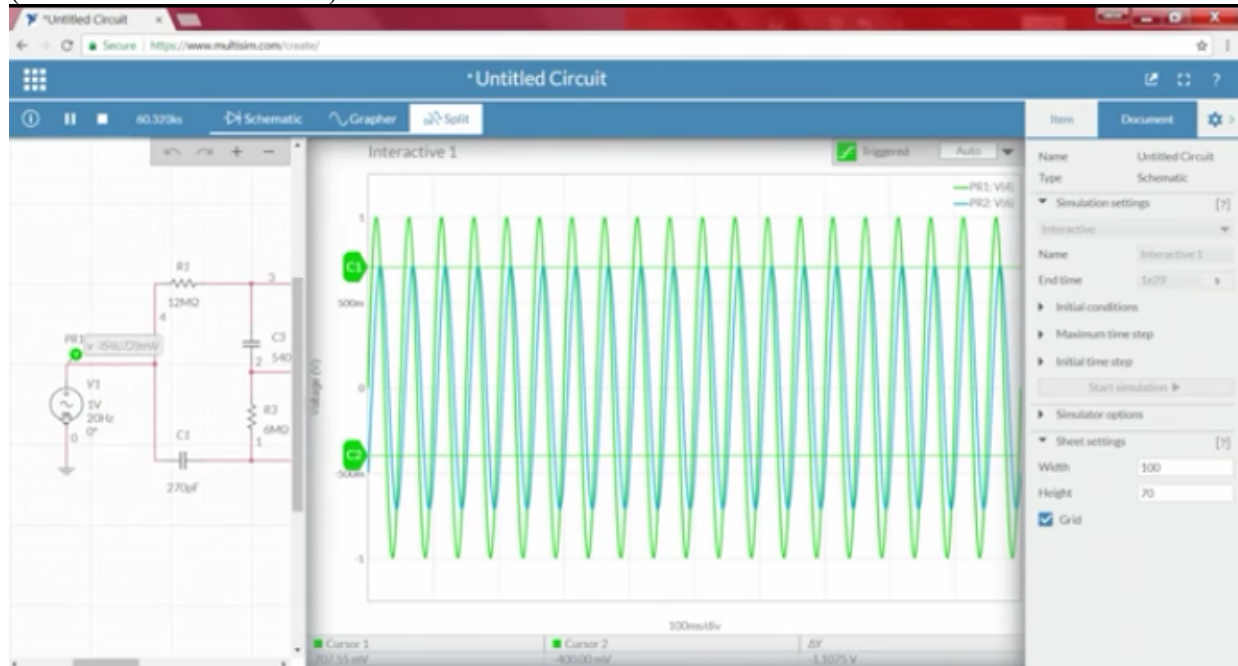 *Untitled Circuit
Secure https://www.multisim.com/create/
*Untitled Circuit
60.320ks
Schematic
Grapher
Split
Item
Document
Interactive 1
Triggered
Auto
PR1: V(4)
PR2: V(6)
1
500m
0
-500m
-1
C1
C2
Voltage (V)
100ms/div
Cursor 1
Cursor 2
ΔY
707.55 mV
-400.00 mV
-1.1075 V
R1
12MΩ
3
4
PR1
V1
1V
20Hz
0°
0
C1
270pF
C3
2
540
R3
6MΩ
1
Name Untitled Circuit
Type Schematic
Simulation settings [?]
Interactive
Name Interactive 1
End time 1e29 s
Initial conditions
Maximum time step
Initial time step
Start simulation
Simulator options
Sheet settings [?]
Width 100
Height 70
Grid